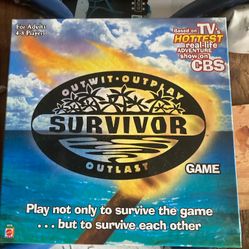 For Adults
4-8 Players
Based on TV's
HOTTEST
real-life
ADVENTURE
show on
CBS
OUTWIT • OUTPLAY
SURVIVOR
OUTLAST
GAME
Play not only to survive the game
. . . but to survive each other